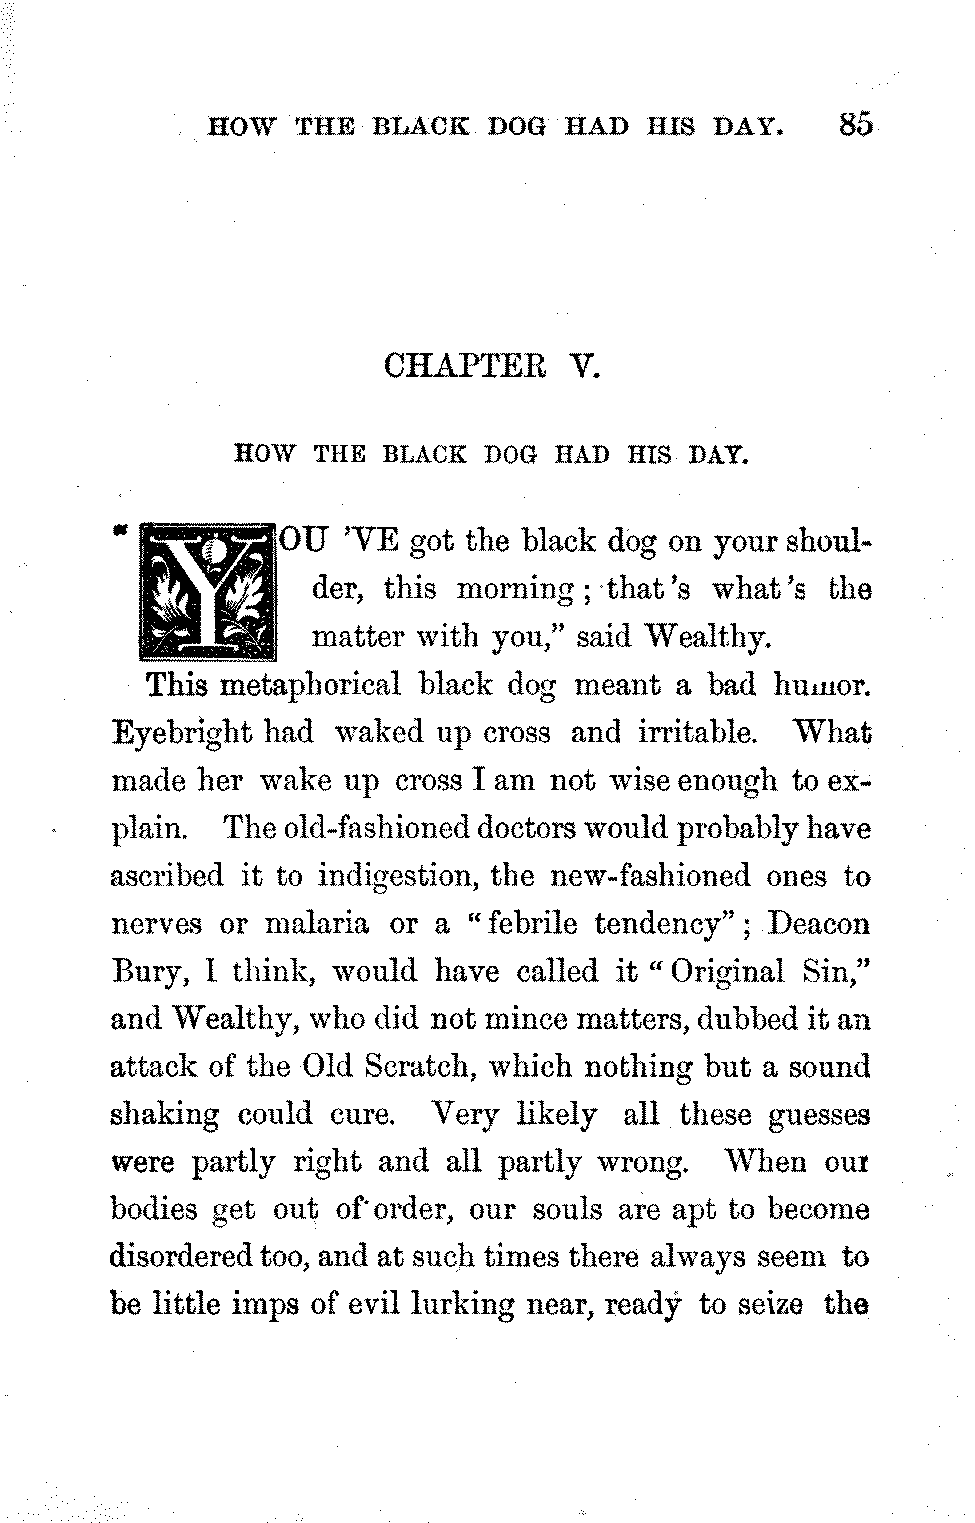 HOW THE BLACK DOG HAD HIS DAY. 85
CHAPTER V.
HOW THE BLACK DOG HAD HIS DAY.
"YOU 'VE got the black dog on your shoul-
der, this morning; that 's what 's the
matter with you," said Wealthy.
This metaphorical black dog meant a bad humor.
Eyebright had waked up cross and irritable. What
made her wake up cross I am not wise enough to ex-
plain. The old-fashioned doctors would probably have
ascribed it to indigestion, the new-fashioned ones to
nerves or malaria or a "febrile tendency"; Deacon
Bury, I think, would have called it "Original Sin,"
and Wealthy, who did not mince matters, dubbed it an
attack of the Old Scratch, which nothing but a sound
shaking could cure. Very likely all these guesses
were partly right and all partly wrong. When our
bodies get out of order, our souls are apt to become
disordered too, and at such times there always seem to
be little imps of evil lurking near, ready to seize the